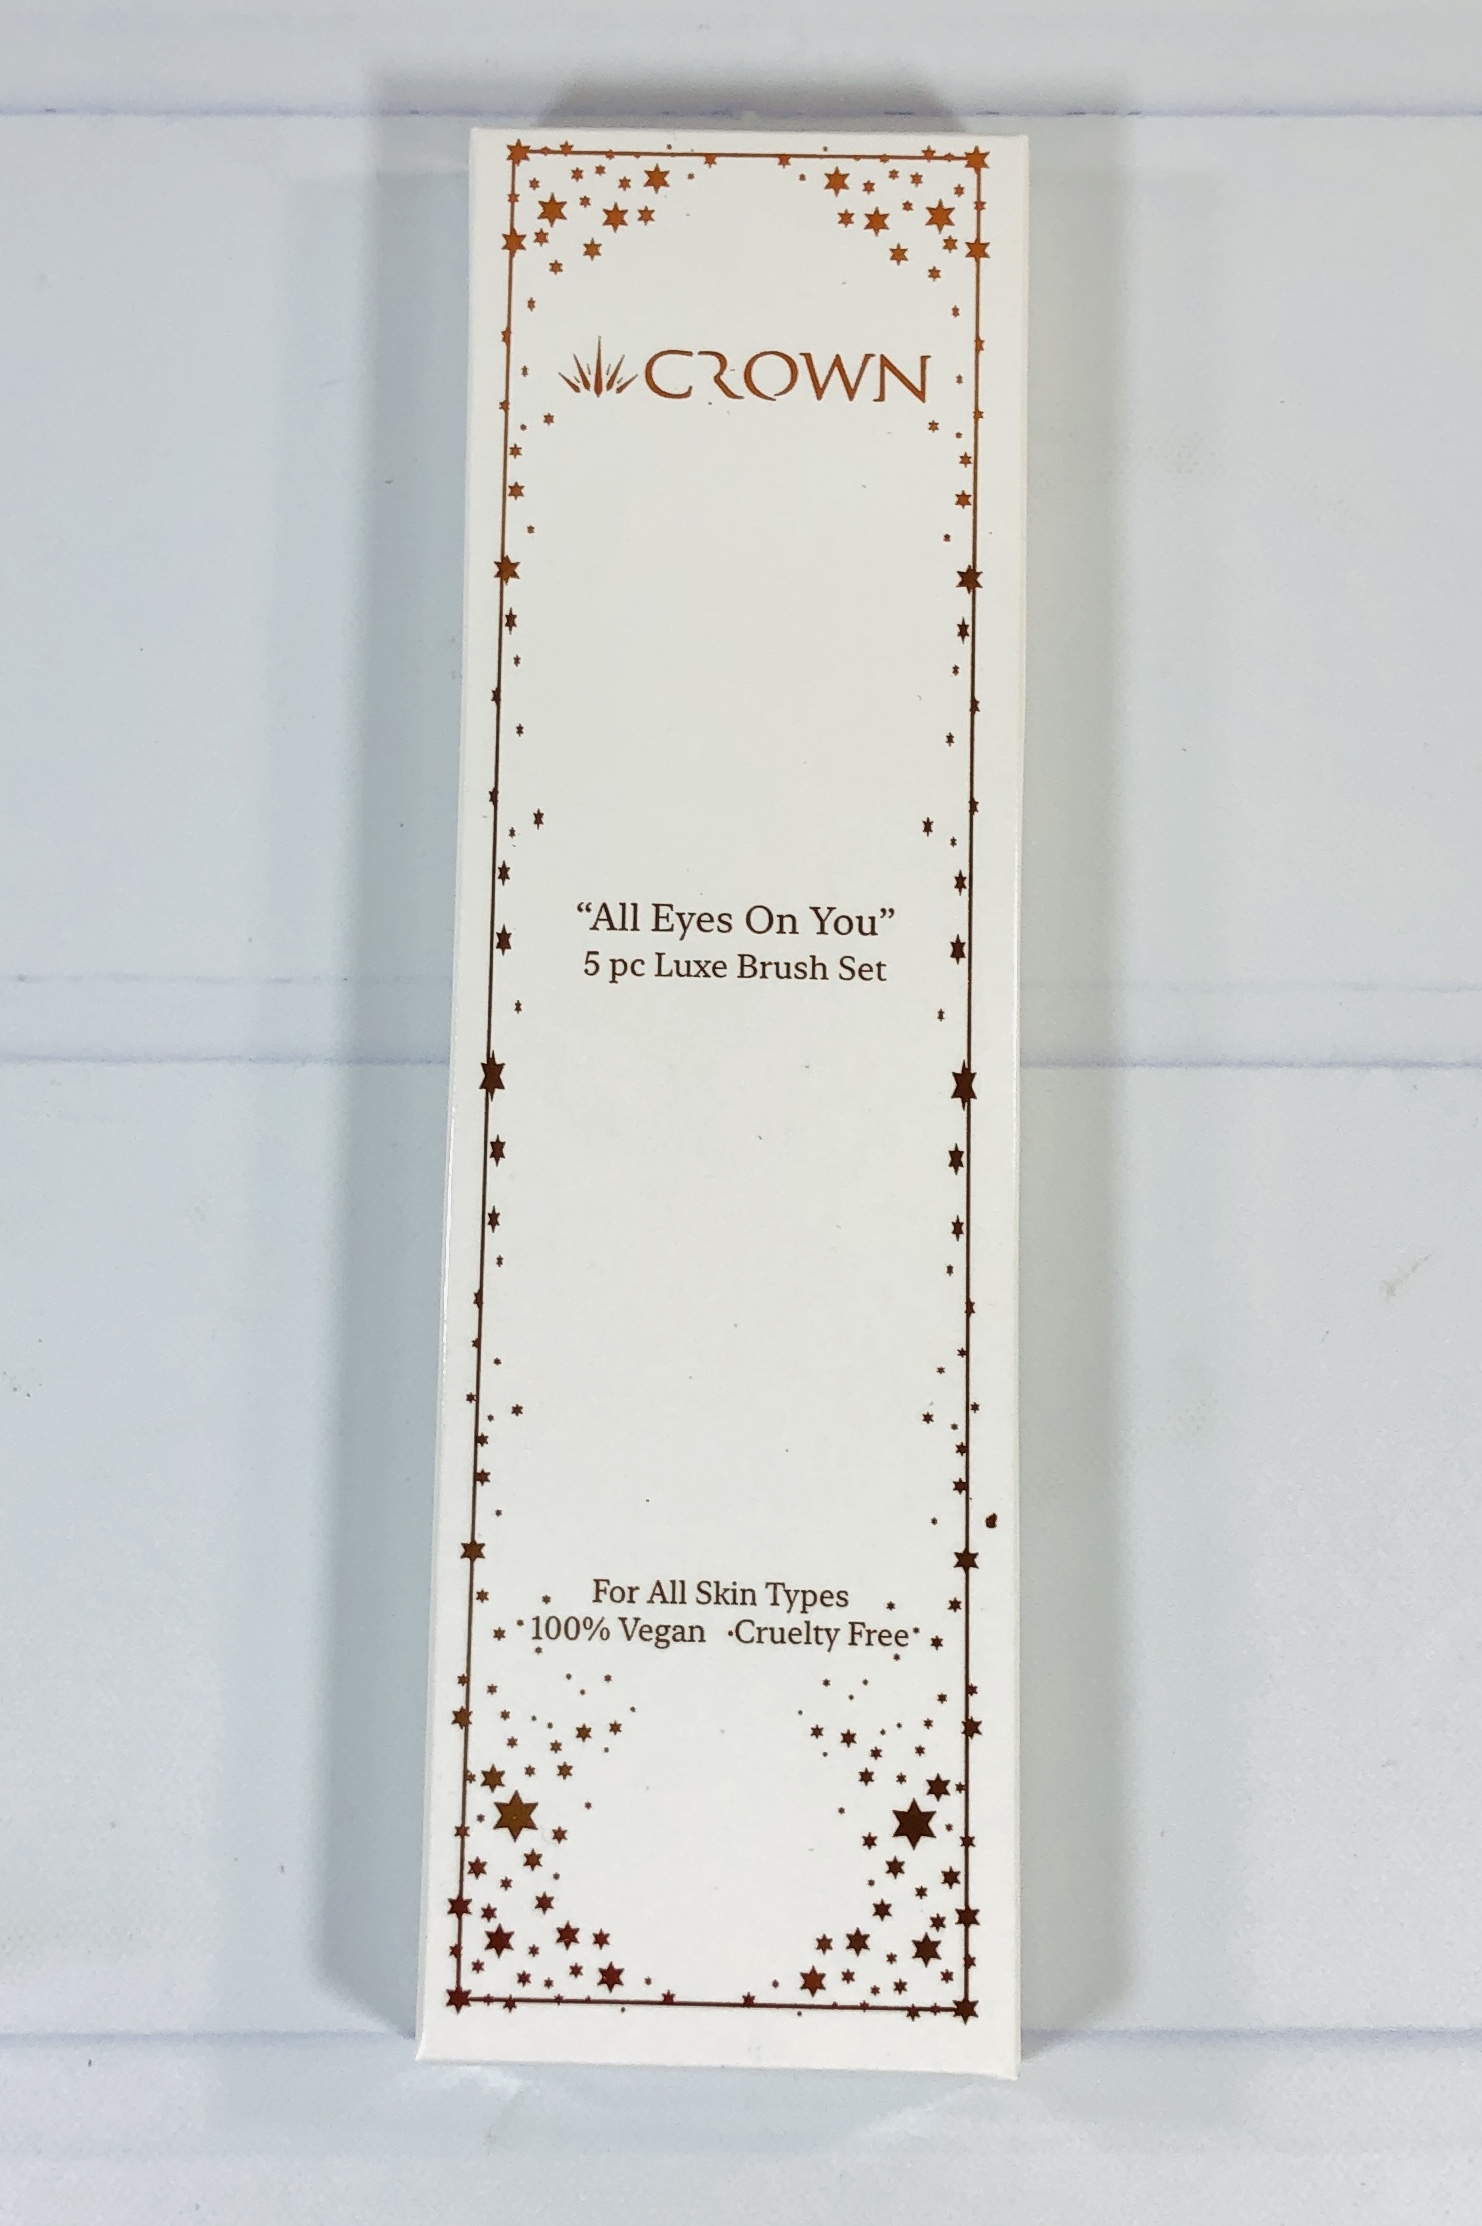 CROWN
“All Eyes On You”
5 pc Luxe Brush Set
For All Skin Types
100% Vegan ·Cruelty Free